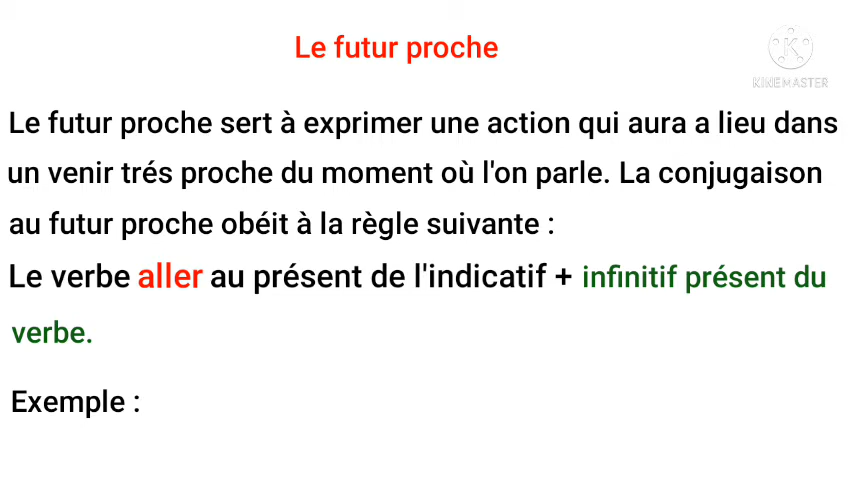 Le futur proche
KINEMASTER
Le futur proche sert à exprimer une action qui aura a lieu dans
un venir trés proche du moment où l'on parle. La conjugaison
au futur proche obéit à la règle suivante :
Le verbe aller au présent de l'indicatif + infinitif présent du
verbe.
Exemple :